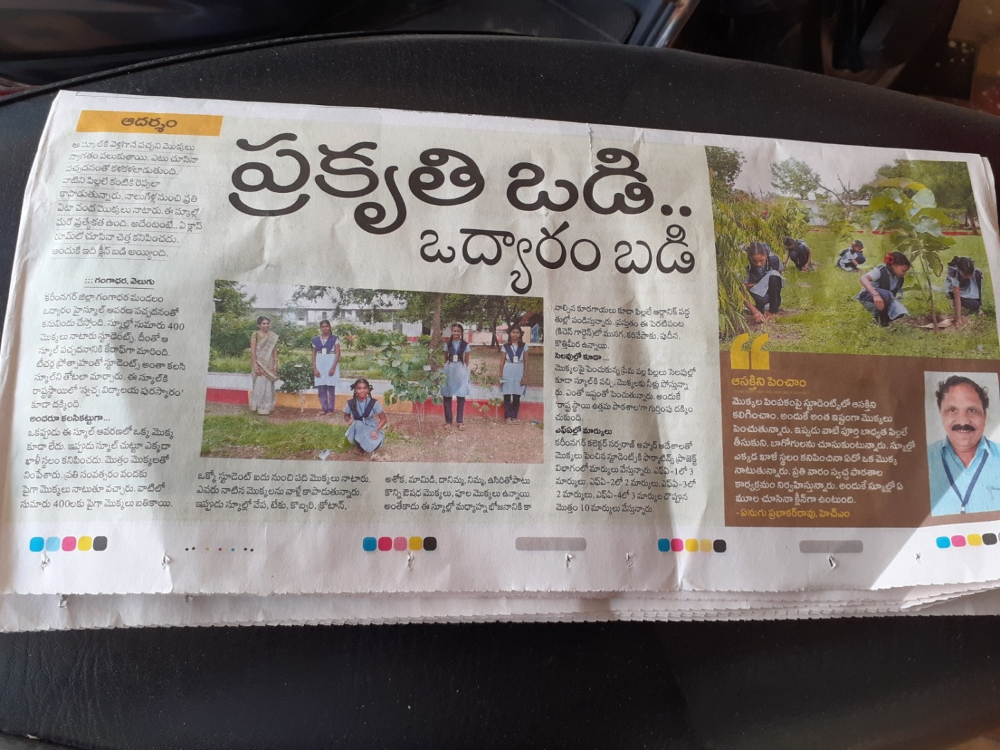 ఆదర్శం
ఆ స్కూల్‌కి వెళ్లగానే పచ్చని మొక్కలు
స్వాగతం పలుకుతాయి. ఎటు చూసినా
పచ్చదనంతో కళకళలాడుతుంది.
వాటిని పిల్లలే కంటికి రెప్పలా
కాపాడుతున్నారు. నాలుగేళ్ల నుంచి ప్రతి
ఏటా వంద మొక్కలు నాటారు. ఈ స్కూల్లో
మరో ప్రత్యేకత ఉంది. అదేంటంటే.. ఏ క్లాస్
రూమ్‌లో చూసినా చెత్త కనిపించదు.
అందుకే ఇది క్లీన్ బడి అయ్యింది.
ప్రకృతి ఒడి..
ఒద్యారం బడి
::: గంగాధర, వెలుగు
కరీంనగర్ జిల్లా గంగాధర మండలం
ఒద్యారం హైస్కూల్ ఆవరణ పచ్చదనంతో
కనువిందు చేస్తోంది. స్కూల్లో సుమారు 400
మొక్కలు నాటారు స్టూడెంట్స్. దీంతో ఆ
స్కూల్ పచ్చదనానికి కేరాఫ్‌గా మారింది.
టీచర్ల ప్రోత్సాహంతో స్టూడెంట్స్ అంతా కలసి
స్కూల్‌ని తోటలా మార్చారు. ఈ స్కూల్‌కి
రాష్ట్రస్థాయిలో 'స్వచ్ఛ విద్యాలయ పురస్కారం'
కూడా దక్కింది.
అందరూ కలసికట్టుగా...
ఒకప్పుడు ఈ స్కూల్ ఆవరణలో ఒక్క మొక్క
కూడా లేదు. ఇప్పుడు స్కూల్ చుట్టూ ఎక్కడా
ఖాళీ స్థలం కనిపించదు. మొత్తం మొక్కలతో
నింపేశారు. ప్రతి సంవత్సరం వందకు
పైగా మొక్కలు నాటుతూ వచ్చారు. వాటిలో
సుమారు 400లకు పైగా మొక్కలు బతికాయి.
ఒక్కో స్టూడెంట్ ఐదు నుంచి పది మొక్కలు నాటారు.
ఎవరు నాటిన మొక్కలను వాళ్లే కాపాడుతున్నారు.
ఇప్పుడు స్కూల్లో వేప, టేకు, కొబ్బరి, క్రోటాన్,
అశోక, మామిడి, దానిమ్మ, నిమ్మ, ఉసిరితోపాటు
కొన్ని ఔషధ మొక్కలు, పూల మొక్కలు ఉన్నాయి.
అంతేకాదు ఈ స్కూల్లో మధ్యాహ్న భోజనానికి కా
వాల్సిన కూరగాయలు కూడా పిల్లలే ఆర్గానిక్ పద్ధ
తుల్లో పండిస్తున్నారు. ప్రస్తుతం ఈ పెరటిపంట
(కిచెన్ గార్డెన్)లో మునగ, కరివేపాకు, పుదీన,
కొత్తిమీర ఉన్నాయి.
సెలవుల్లో కూడా ...
మొక్కలపై పెంచుకున్న ప్రేమ వల్ల పిల్లలు సెలవుల్లో
కూడా స్కూల్‌కి వచ్చి, మొక్కలకు నీళ్లు పోస్తున్నా
రు. ఎంతో ఇష్టంతో పెంచుతున్నారు. అందుకే
'రాష్ట్ర స్థాయి ఉత్తమ పాఠశాల'గా గుర్తింపు దక్కిం
చుకుంది.
ఎఫ్ఏల్లో మార్కులు
కరీంనగర్ కలెక్టర్ సర్ఫరాజ్ అహ్మద్ ఆదేశాలతో
మొక్కలు పెంచిన స్టూడెంట్స్‌కి ఫార్మాటివ్స్ ప్రాజెక్ట్
విభాగంలో మార్కులు వేస్తున్నారు. ఎఫ్ఏ-1లో 3
మార్కులు, ఎఫ్ఏ-2లో 2 మార్కులు, ఎఫ్ఏ-3లో
2 మార్కులు, ఎఫ్ఏ-4లో 3 మార్కుల చొప్పున
మొత్తం 10 మార్కులు వేస్తున్నారు.
ఆసక్తిని పెంచాం
మొక్కల పెంపకంపై స్టూడెంట్స్‌లో ఆసక్తిని
కలిగించాం. అందుకే అంత ఇష్టంగా మొక్కలు
పెంచుతున్నారు. ఇప్పుడు వాటి పూర్తి బాధ్యత పిల్లలే
తీసుకుని, బాగోగులను చూసుకుంటున్నారు. స్కూల్లో
ఎక్కడ ఖాళీ స్థలం కనిపించినా ఏదో ఒక మొక్క
నాటుతున్నారు. ప్రతి వారం స్వచ్ఛ పాఠశాల
కార్యక్రమం నిర్వహిస్తున్నారు. అందుకే స్కూల్లో ఏ
మూల చూసినా క్లీన్‌గా ఉంటుంది.
- ఏనుగు ప్రభాకర్‌రావు, హెచ్ఎం